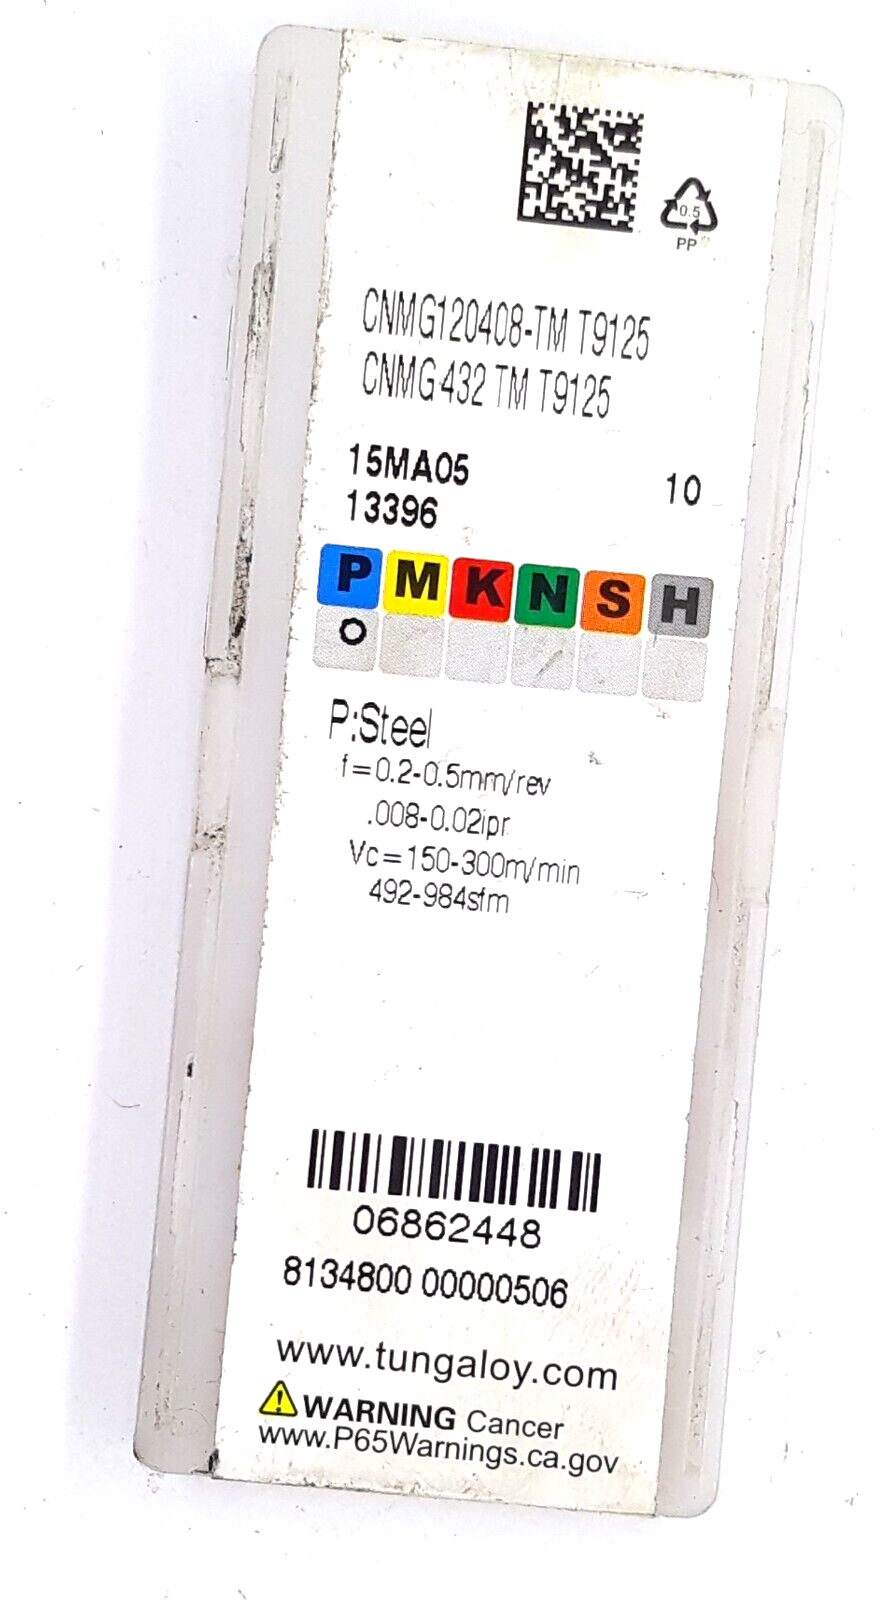 0.5
PP
CNMG120408-TM T9125
CNMG 432 TM T9125
15MA05 10
13396
P M K N S H
O
P:Steel
f=0.2-0.5mm/rev
.008-0.02ipr
Vc=150-300m/min
492-984sfm
06862448
8134800 00000506
www.tungaloy.com
WARNING Cancer
www.P65Warnings.ca.gov